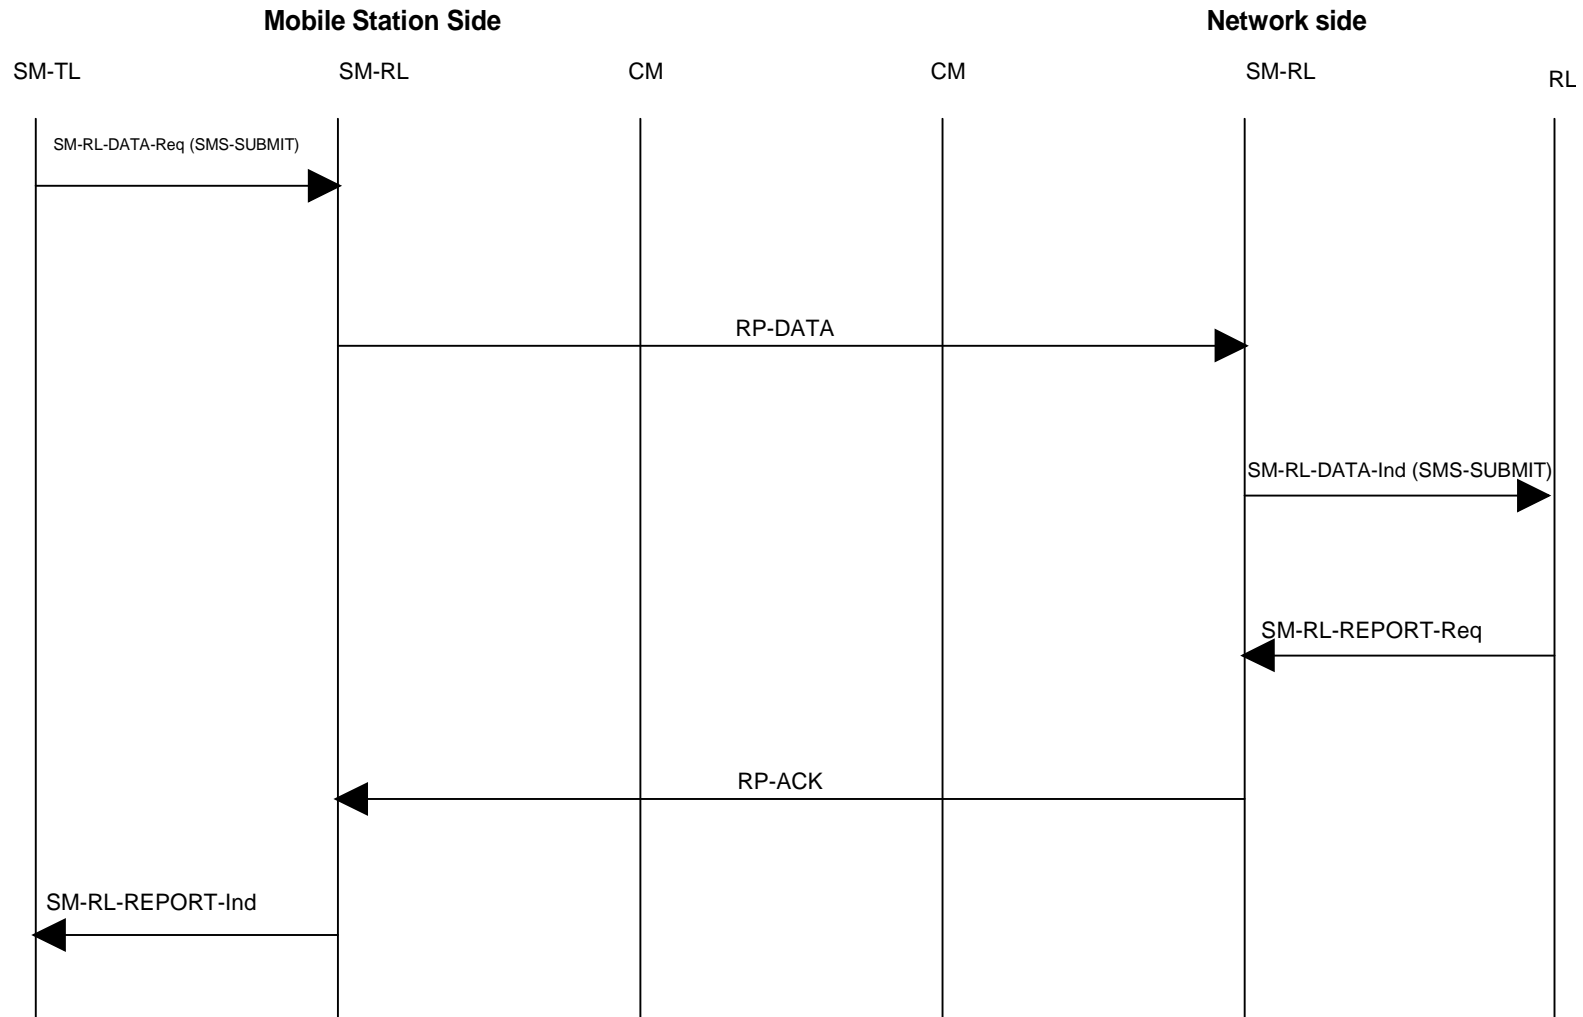 Mobile Station Side
Network side
SM-TL
SM-RL
CM
CM
SM-RL
RL
SM-RL-DATA-Req (SMS-SUBMIT)
RP-DATA
SM-RL-DATA-Ind (SMS-SUBMIT)
SM-RL-REPORT-Req
RP-ACK
SM-RL-REPORT-Ind